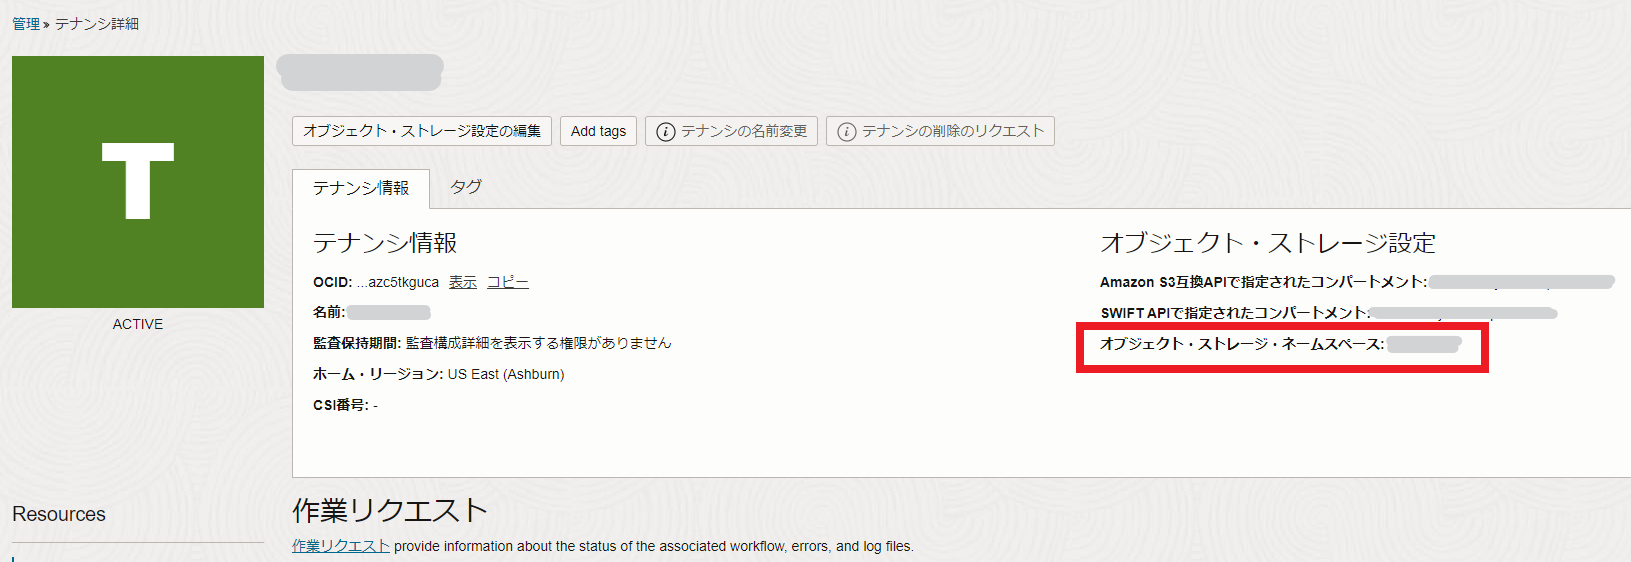 管理 » テナンシ詳細
T
ACTIVE
オブジェクト・ストレージ設定の編集 Add tags i テナンシの名前変更 i テナンシの削除のリクエスト
テナンシ情報 タグ
テナンシ情報
OCID: ...azc5tkguca 表示 コピー
名前:
監査保持期間: 監査構成詳細を表示する権限がありません
ホーム・リージョン: US East (Ashburn)
CSI番号: -
オブジェクト・ストレージ設定
Amazon S3互換APIで指定されたコンパートメント:
SWIFT APIで指定されたコンパートメント:
オブジェクト・ストレージ・ネームスペース:
Resources
作業リクエスト
作業リクエスト provide information about the status of the associated workflow, errors, and log files.